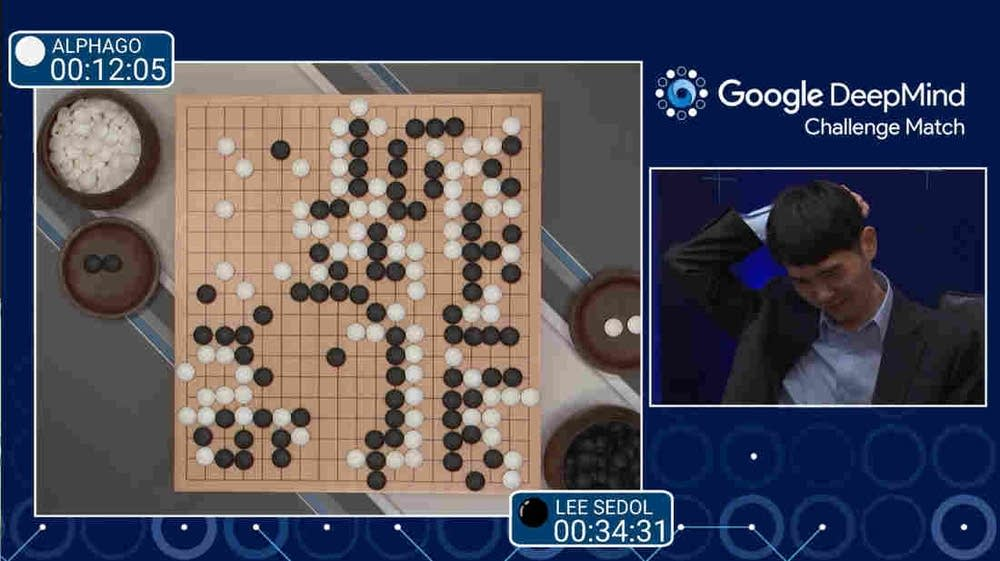 ALPHAGO
00:12:05
Google DeepMind
Challenge Match
LEE SEDOL
00:34:31